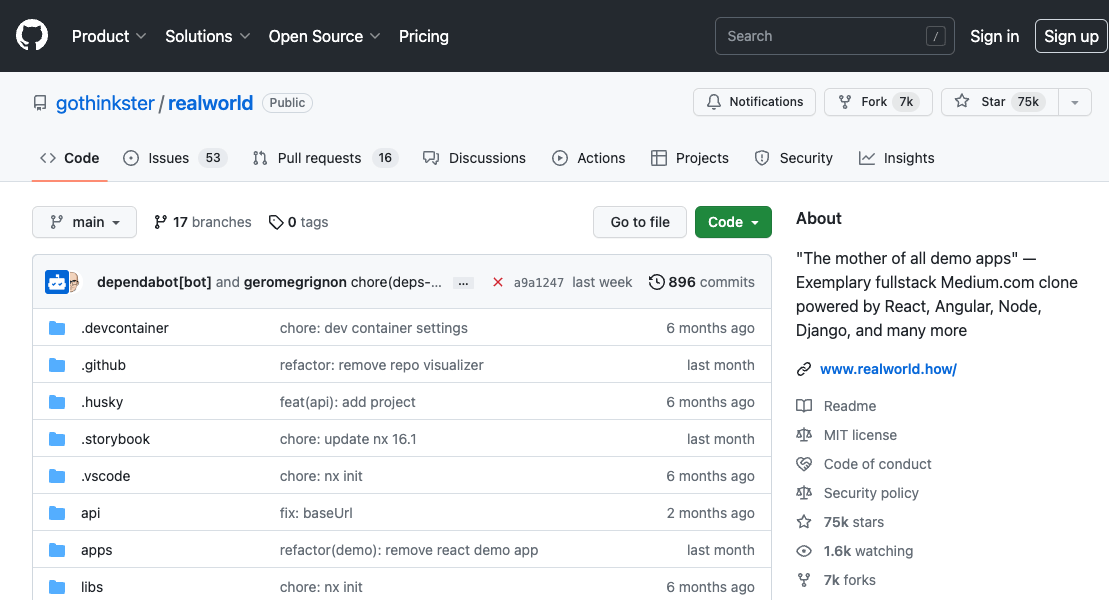 Product Solutions Open Source Pricing Search / Sign in Sign up
gothinkster / realworld Public Notifications Fork 7k Star 75k
Code Issues 53 Pull requests 16 Discussions Actions Projects Security Insights
main 17 branches 0 tags Go to file Code
dependabot[bot] and geromegrignon chore(deps-... ... a9a1247 last week 896 commits
.devcontainer chore: dev container settings 6 months ago
.github refactor: remove repo visualizer last month
.husky feat(api): add project 6 months ago
.storybook chore: update nx 16.1 last month
.vscode chore: nx init 6 months ago
api fix: baseUrl 2 months ago
apps refactor(demo): remove react demo app last month
libs chore: nx init 6 months ago
About
"The mother of all demo apps" —
Exemplary fullstack Medium.com clone
powered by React, Angular, Node,
Django, and many more
www.realworld.how/
Readme
MIT license
Code of conduct
Security policy
75k stars
1.6k watching
7k forks